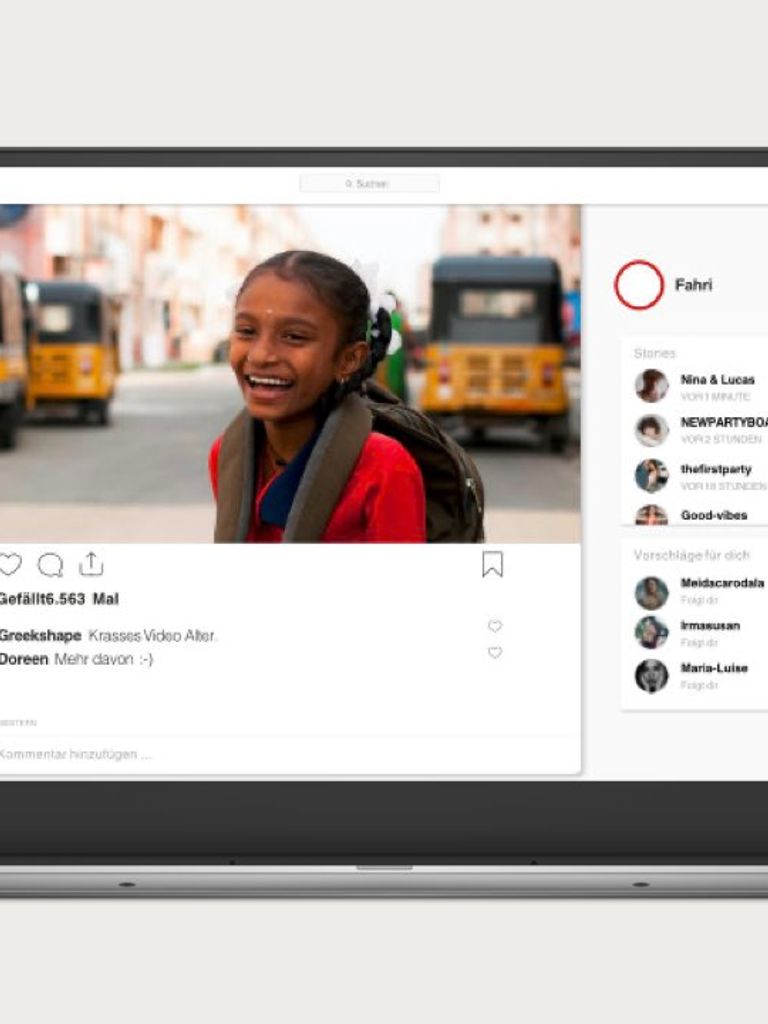 Suchen
Fahri
Stories
Nina & Lucas
VOR 1 MINUTE
NEWPARTYBOA
VOR 2 STUNDEN
thefirstparty
VOR 18 STUNDEN
Good-vibes
Vorschläge für dich
Meidacarodala
Folgt dir
Irmasusan
Folgt dir
Maria-Luise
Folgt dir
Gefällt6.563 Mal
Greekshape Krasses Video Alter.
Doreen Mehr davon :-)
GESTERN
Kommentar hinzufügen ...